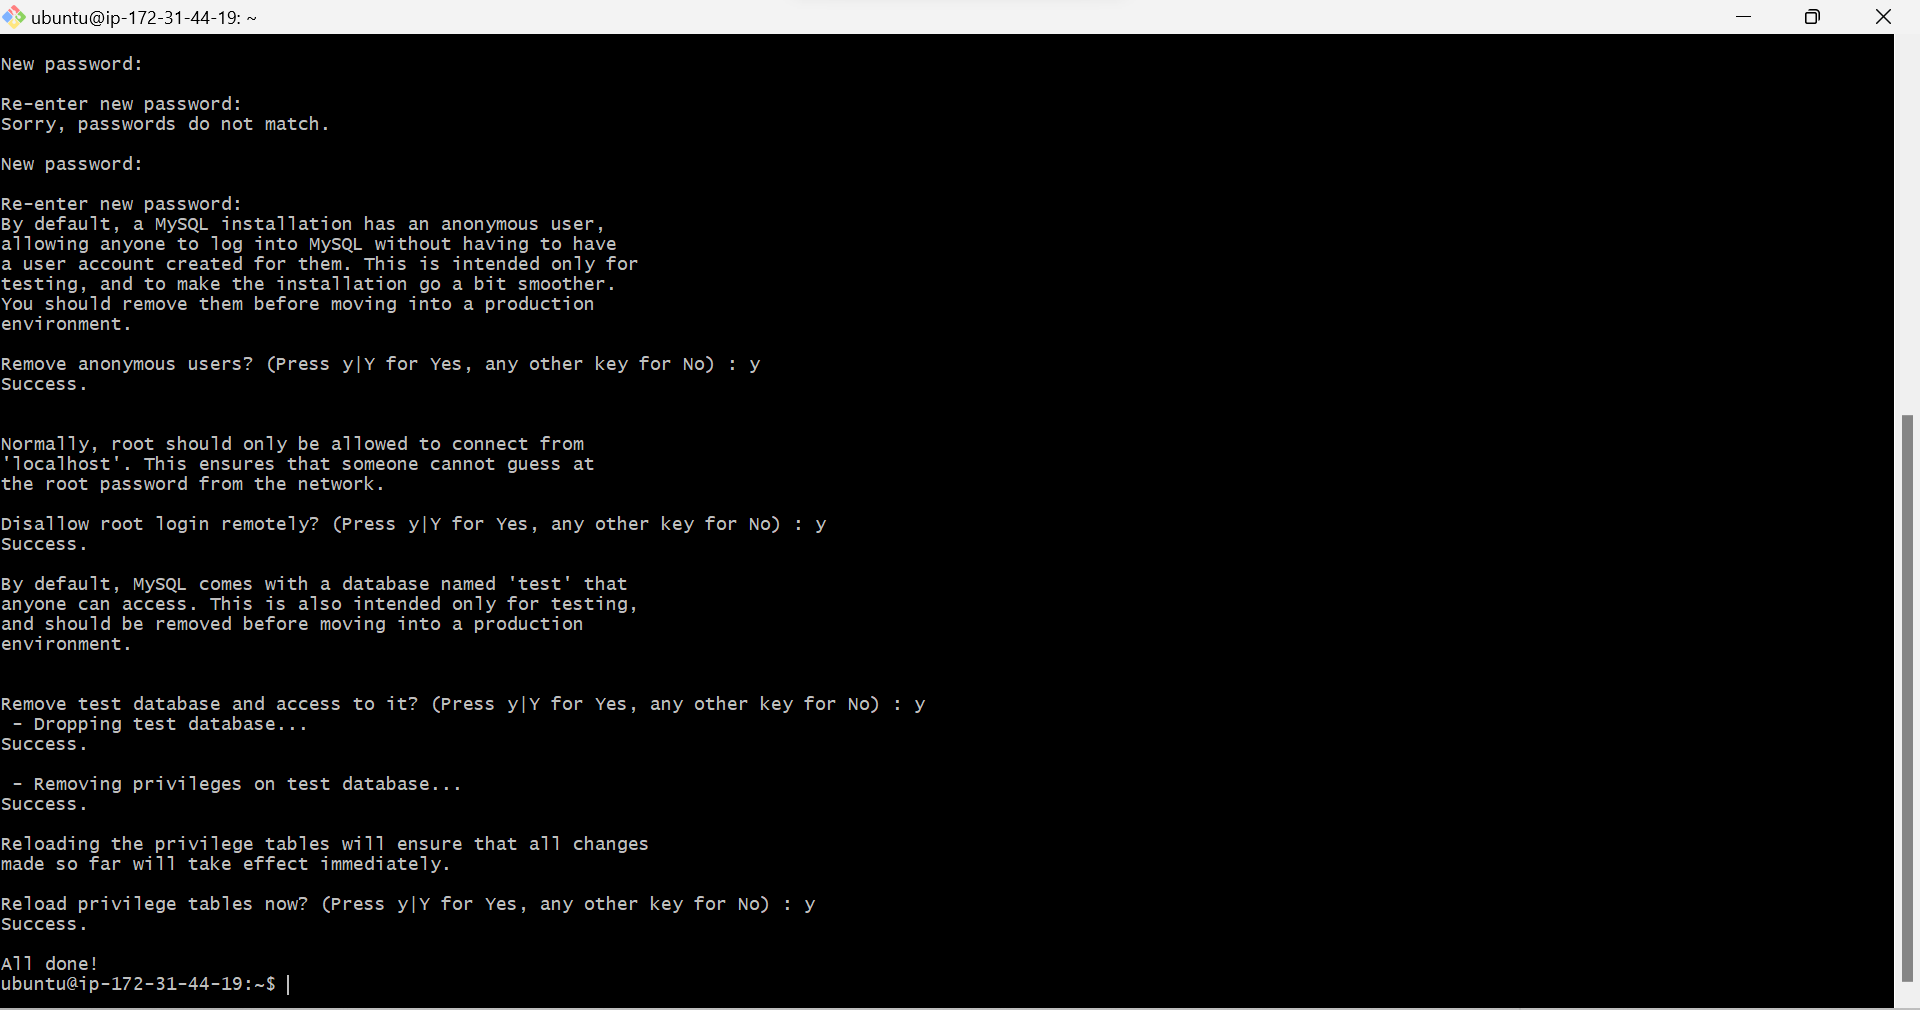 ubuntu@ip-172-31-44-19: ~
New password:
Re-enter new password:
Sorry, passwords do not match.
New password:
Re-enter new password:
By default, a MySQL installation has an anonymous user,
allowing anyone to log into MySQL without having to have
a user account created for them. This is intended only for
testing, and to make the installation go a bit smoother.
You should remove them before moving into a production
environment.
Remove anonymous users? (Press y|Y for Yes, any other key for No) : y
Success.
Normally, root should only be allowed to connect from
'localhost'. This ensures that someone cannot guess at
the root password from the network.
Disallow root login remotely? (Press y|Y for Yes, any other key for No) : y
Success.
By default, MySQL comes with a database named 'test' that
anyone can access. This is also intended only for testing,
and should be removed before moving into a production
environment.
Remove test database and access to it? (Press y|Y for Yes, any other key for No) : y
 - Dropping test database...
Success.
 - Removing privileges on test database...
Success.
Reloading the privilege tables will ensure that all changes
made so far will take effect immediately.
Reload privilege tables now? (Press y|Y for Yes, any other key for No) : y
Success.
All done!
ubuntu@ip-172-31-44-19:~$